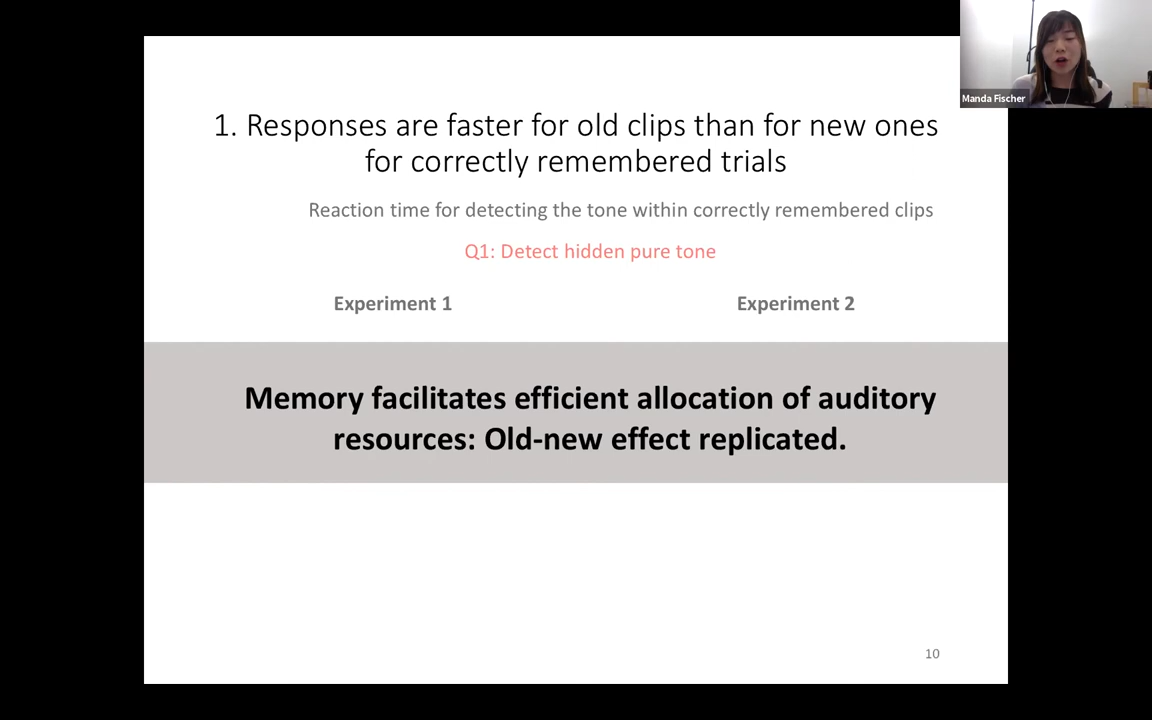 Manda Fischer
1. Responses are faster for old clips than for new ones
for correctly remembered trials
Reaction time for detecting the tone within correctly remembered clips
Q1: Detect hidden pure tone
Experiment 1
Experiment 2
Memory facilitates efficient allocation of auditory
resources: Old-new effect replicated.
10